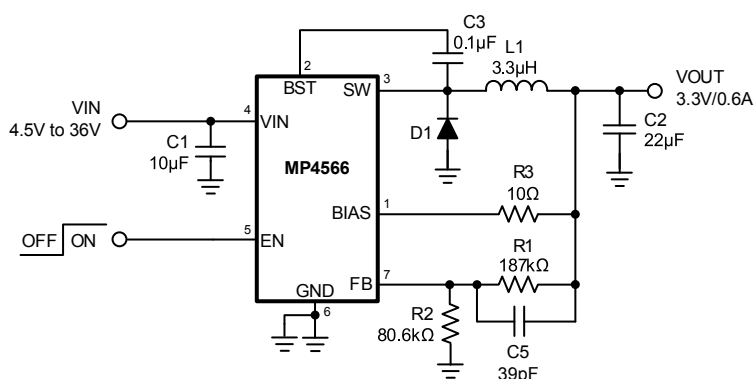 C3
0.1µF
L1
3.3µH
2
BST
3
SW
VOUT
3.3V/0.6A
VIN
4.5V to 36V
4
VIN
C1
10µF
D1
C2
22µF
MP4566
R3
10Ω
1
BIAS
OFF ON
5
EN
R1
187kΩ
7
FB
GND
6
R2
80.6kΩ
C5
39pF